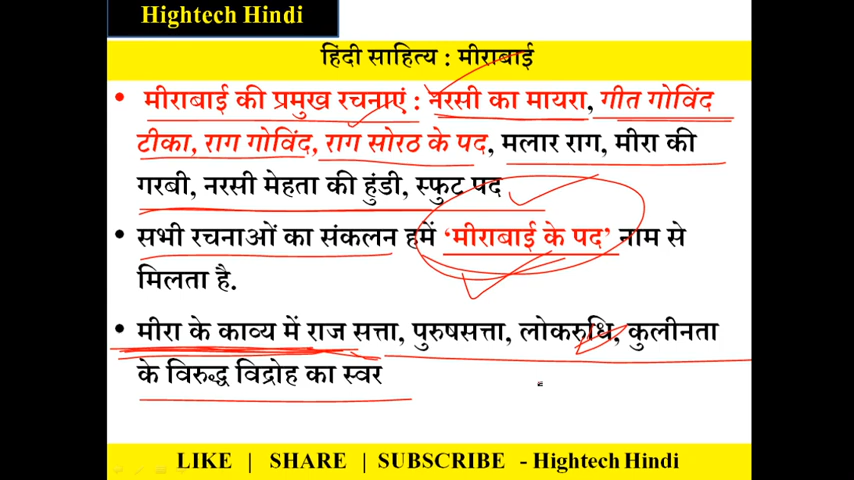 Hightech Hindi
हिंदी साहित्य : मीराबाई
• मीराबाई की प्रमुख रचनाएं : नरसी का मायरा, गीत गोविंद
टीका, राग गोविंद, राग सोरठ के पद, मलार राग, मीरा की
गरबी, नरसी मेहता की हुंडी, स्फुट पद
• सभी रचनाओं का संकलन हमें ‘मीराबाई के पद’ नाम से
मिलता है.
• मीरा के काव्य में राज सत्ता, पुरुषसत्ता, लोकरुधि, कुलीनता
के विरुद्ध विद्रोह का स्वर
LIKE | SHARE | SUBSCRIBE - Hightech Hindi